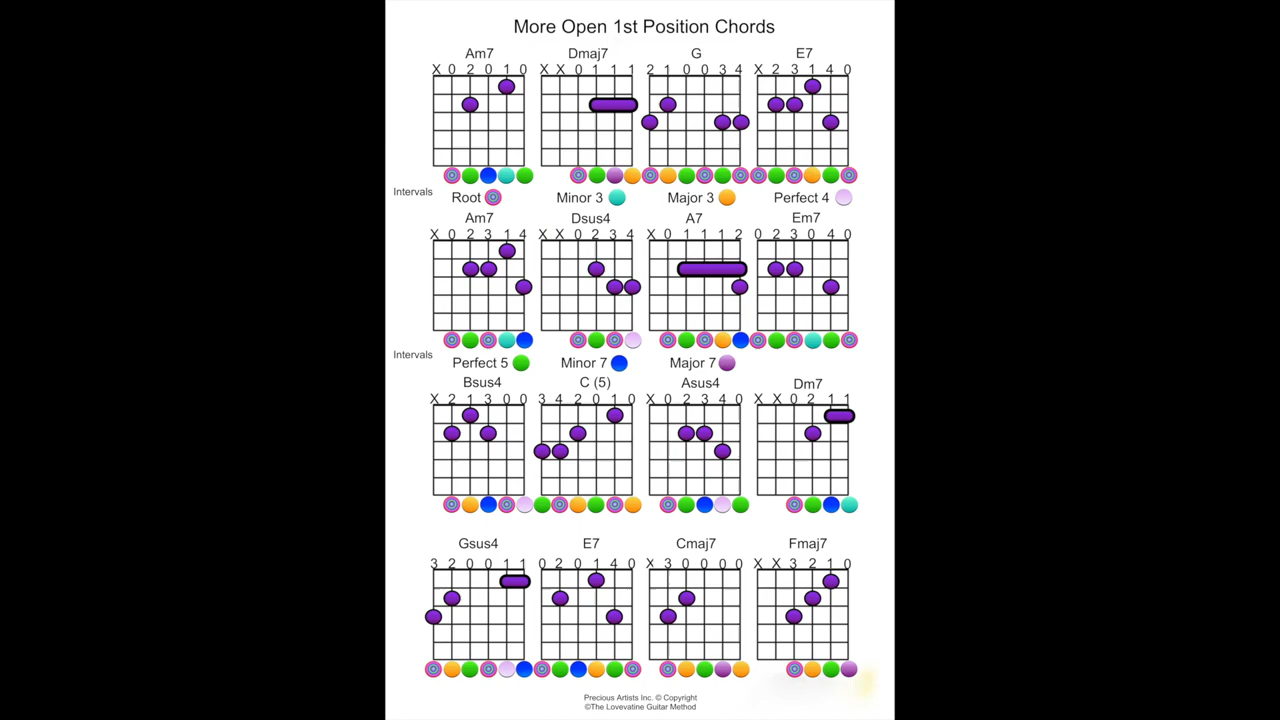 More Open 1st Position Chords
Am7 Dmaj7 G E7
X 0 2 0 1 0 X X 0 1 1 1 2 1 0 0 3 4 X 2 3 1 4 0
Intervals Root Minor 3 Major 3 Perfect 4
Am7 Dsus4 A7 Em7
X 0 2 3 1 4 X X 0 2 3 4 X 0 1 1 1 2 0 2 3 0 4 0
Intervals Perfect 5 Minor 7 Major 7
Bsus4 C (5) Asus4 Dm7
X 2 1 3 0 0 3 4 2 0 1 0 X 0 2 3 4 0 X X 0 2 1 1
Gsus4 E7 Cmaj7 Fmaj7
3 2 0 0 1 1 0 2 0 1 4 0 X 3 0 0 0 0 X X 3 2 1 0
Precious Artists Inc. © Copyright
©The Lovevatine Guitar Method